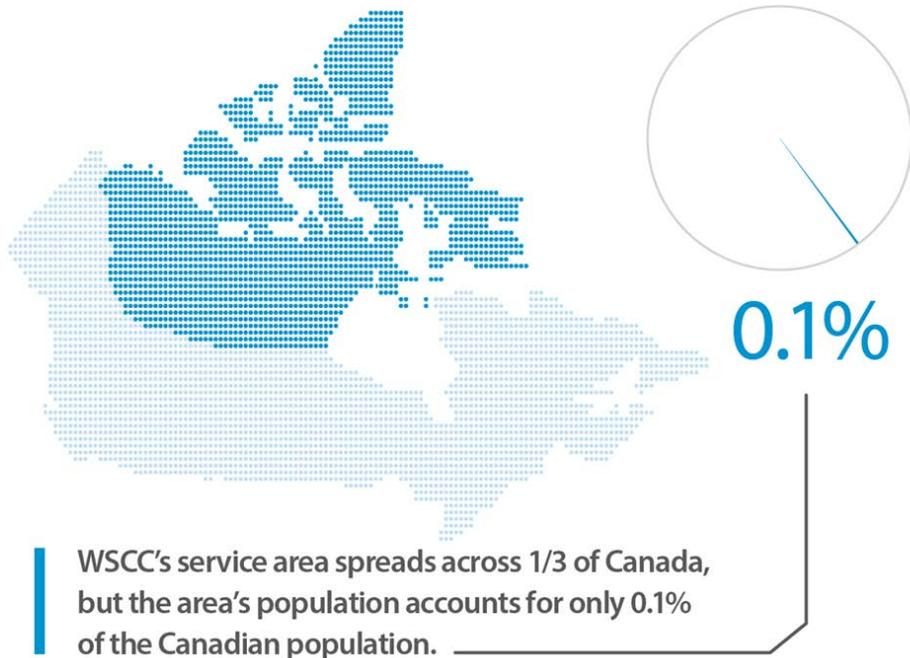 0.1%
WSCC's service area spreads across 1/3 of Canada,
but the area's population accounts for only 0.1%
of the Canadian population.